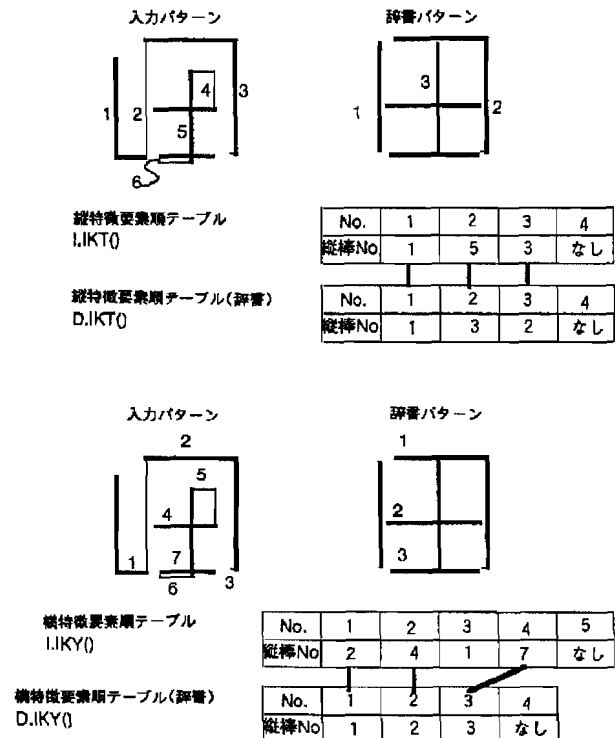 入力パターン 辞書パターン
4 3 3
1 2 1 2
5
6
縦特徴要素順テーブル
I.IKT()
No. 1 2 3 4
縦棒No 1 5 3 なし
縦特徴要素順テーブル(辞書)
D.IKT()
No. 1 2 3 4
縦棒No 1 3 2 なし
入力パターン 辞書パターン
2 1
5
4 2
7 3
1 6 3
横特徴要素順テーブル
I.IKY()
No. 1 2 3 4 5
縦棒No 2 4 1 7 なし
横特徴要素順テーブル(辞書)
D.IKY()
No. 1 2 3 4
縦棒No 1 2 3 なし